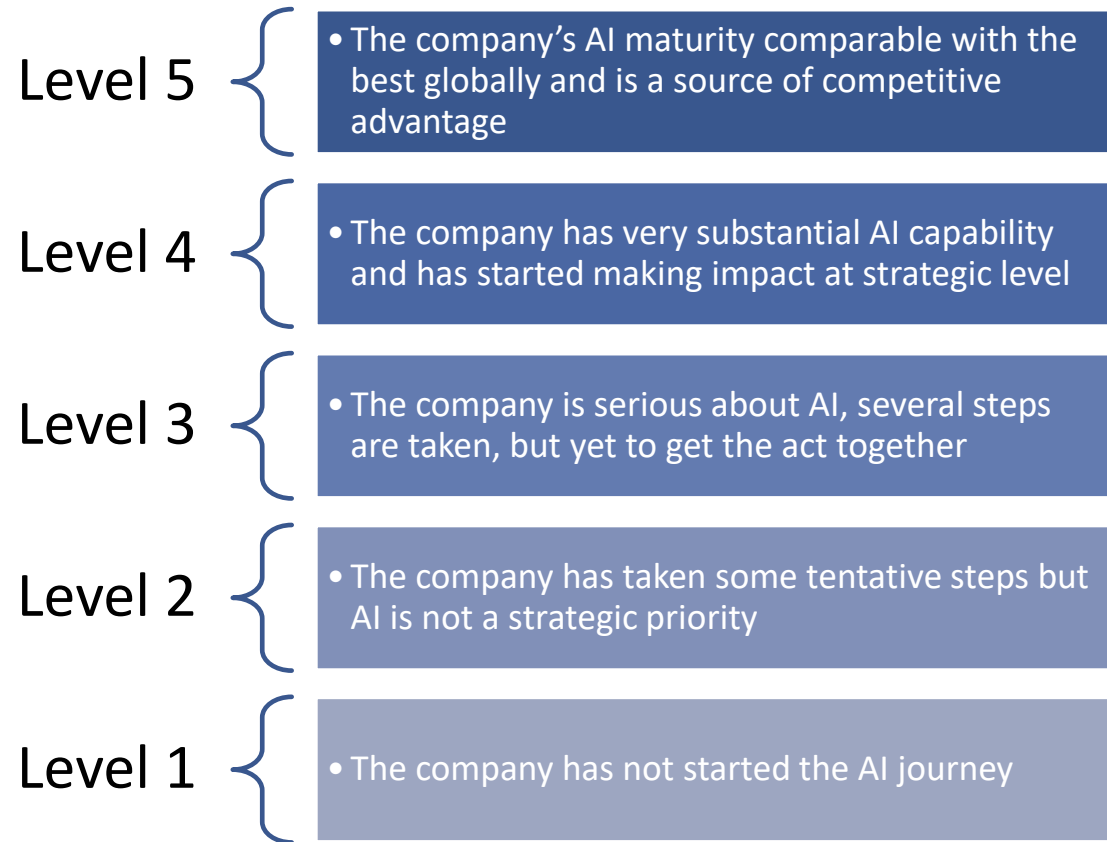 Level 5
• The company’s AI maturity comparable with the
best globally and is a source of competitive
advantage
Level 4
• The company has very substantial AI capability
and has started making impact at strategic level
Level 3
• The company is serious about AI, several steps
are taken, but yet to get the act together
Level 2
• The company has taken some tentative steps but
AI is not a strategic priority
Level 1
• The company has not started the AI journey